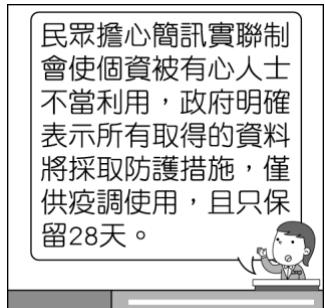 民眾擔心簡訊實聯制
會使個資被有心人士
不當利用，政府明確
表示所有取得的資料
將採取防護措施，僅
供疫調使用，且只保
留28天。